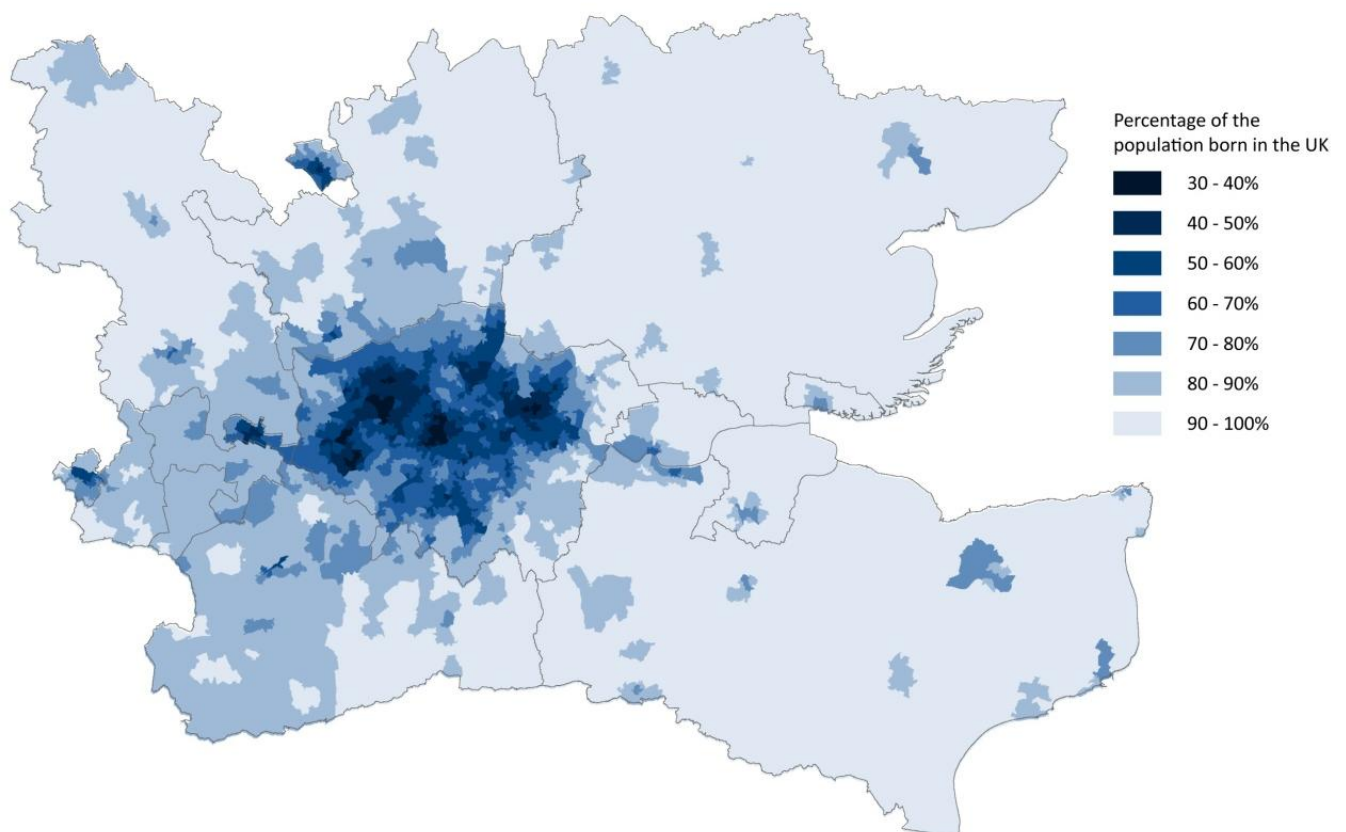 Percentage of the
population born in the UK
30 - 40%
40 - 50%
50 - 60%
60 - 70%
70 - 80%
80 - 90%
90 - 100%